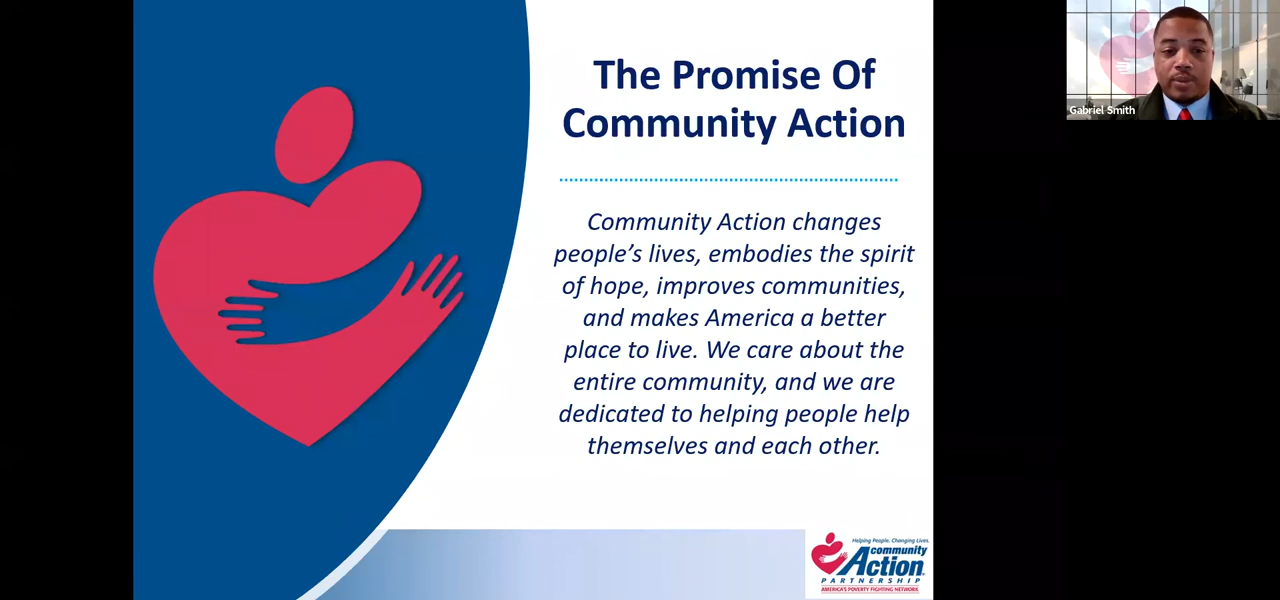 The Promise Of
Community Action
Community Action changes
people's lives, embodies the spirit
of hope, improves communities,
and makes America a better
place to live. We care about the
entire community, and we are
dedicated to helping people help
themselves and each other.
Helping People. Changing Lives.
community
Action
PARTNERSHIP
AMERICA'S POVERTY FIGHTING NETWORK
Gabriel Smith